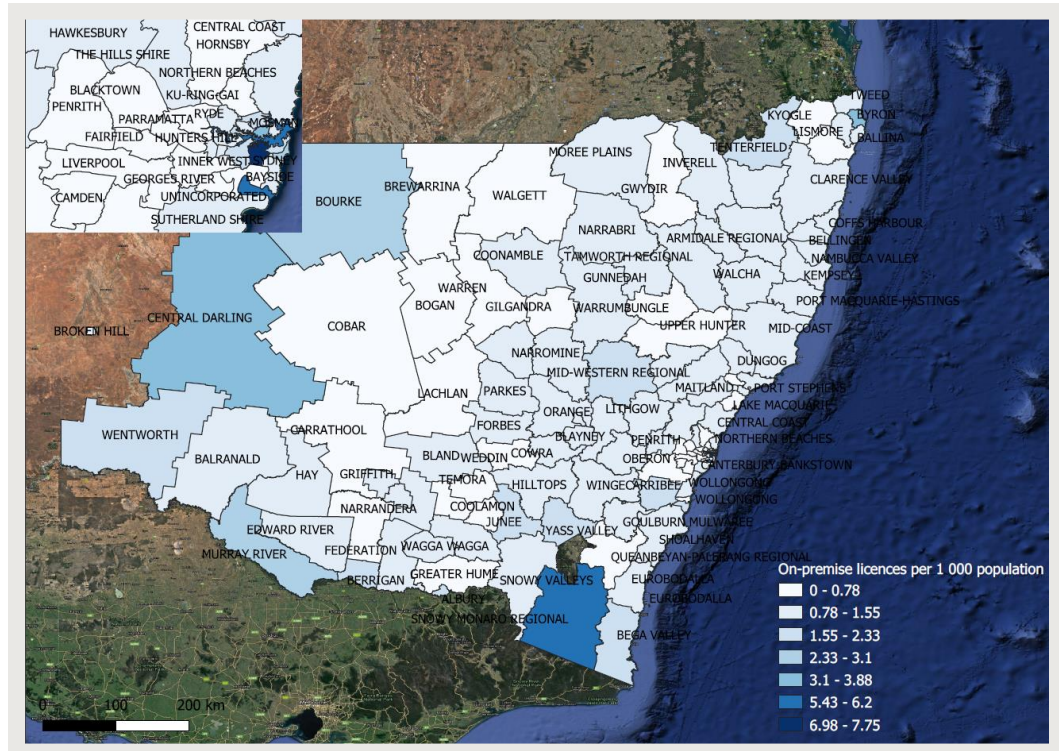 HAWKESBURY
CENTRAL COAST
HORNSBY
THE HILLS SHIRE
NORTHERN BEACHES
BLACKTOWN
KU-RING-GAI
PENRITH
RYDE
PARRAMATTA
MOSMAN
FAIRFIELD
HUNTERS HILL
LIVERPOOL
INNER WEST
SYDNEY
GEORGES RIVER
BAYSIDE
CAMDEN
UNINCORPORATED
SUTHERLAND SHIRE
TWEED
KYOGLE
BYRON
LISMORE
BALLINA
TENTERFIELD
MOREE PLAINS
INVERELL
BREWARRINA
WALGETT
GWYDIR
CLARENCE VALLEY
BOURKE
NARRABRI
COFFS HARBOUR
ARMIDALE REGIONAL
BELLINGEN
COONAMBLE
TAMWORTH REGIONAL
NAMBUCCA VALLEY
GUNNEDAH
WALCHA
KEMPSEY
WARREN
BOGAN
GILGANDRA
WARRUMBUNGLE
PORT MACQUARIE-HASTINGS
CENTRAL DARLING
COBAR
UPPER HUNTER
MID-COAST
BROKEN HILL
NARROMINE
DUNGOG
MID-WESTERN REGIONAL
LACHLAN
PARKES
MAITLAND
PORT STEPHENS
LAKE MACQUARIE
ORANGE
LITHGOW
CENTRAL COAST
CARRATHOOL
FORBES
WENTWORTH
BLAYNEY
PENRITH
NORTHERN BEACHES
BALRANALD
BLAND
WEDDIN
COWRA
OBERON
CANTERBURY-BANKSTOWN
HAY
GRIFFITH
TEMORA
HILLTOPS
WINGECARRIBEE
WOLLONGONG
WOLLONGONG
NARRANDERA
COOLAMON
JUNEE
EDWARD RIVER
YASS VALLEY
GOULBURN MULWAREE
SHOALHAVEN
MURRAY RIVER
FEDERATION
WAGGA WAGGA
QUEANBEYAN-PALERANG REGIONAL
BERRIGAN
GREATER HUME
SNOWY VALLEYS
EUROBODALLA
ALBURY
EUROBODALLA
SNOWY MONARO REGIONAL
BEGA VALLEY
On-premise licences per 1 000 population
0 - 0.78
0.78 - 1.55
1.55 - 2.33
2.33 - 3.1
3.1 - 3.88
5.43 - 6.2
6.98 - 7.75
0 100 200 km